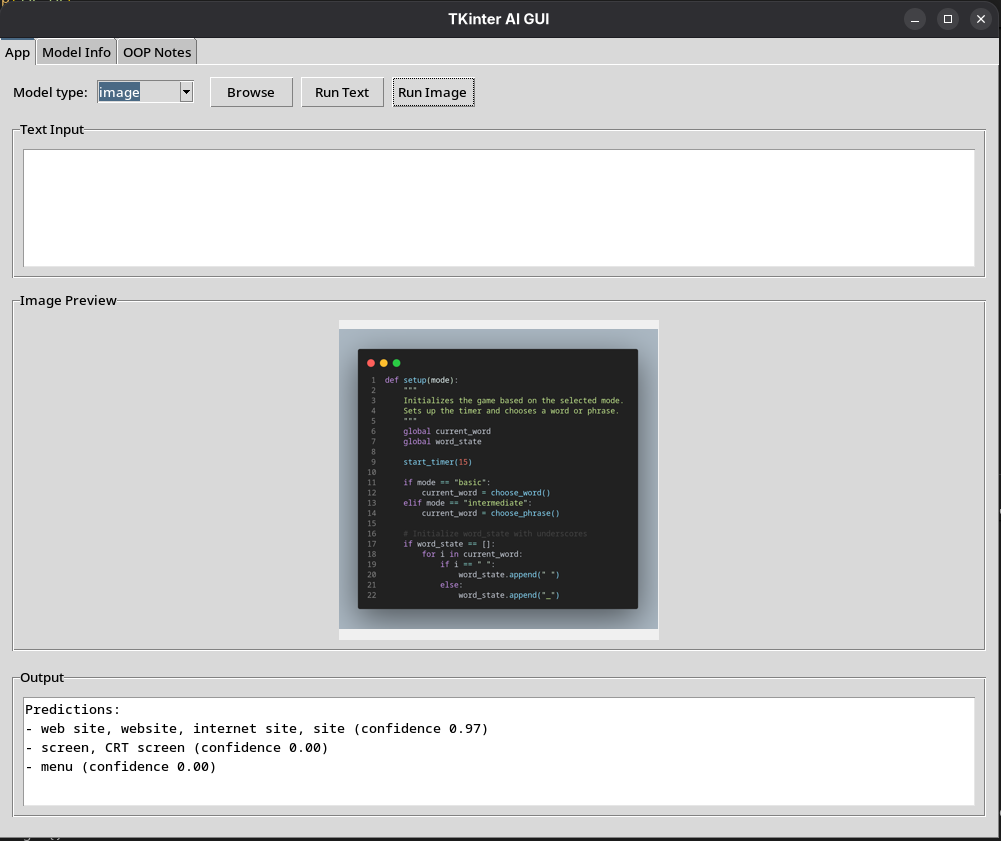 TKinter AI GUI
App Model Info OOP Notes
Model type: image Browse Run Text Run Image
Text Input
Image Preview
1 def setup(mode):
2 """
3 Initializes the game based on the selected mode.
4 Sets up the timer and chooses a word or phrase.
5 """
6 global current_word
7 global word_state
8
9 start_timer(15)
10
11 if mode == "basic":
12 current_word = choose_word()
13 elif mode == "intermediate":
14 current_word = choose_phrase()
15
16 # Initialize word_state with underscores
17 if word_state == []:
18 for i in current_word:
19 if i == " ":
20 word_state.append(" ")
21 else:
22 word_state.append("_")
Output
Predictions:
- web site, website, internet site, site (confidence 0.97)
- screen, CRT screen (confidence 0.00)
- menu (confidence 0.00)